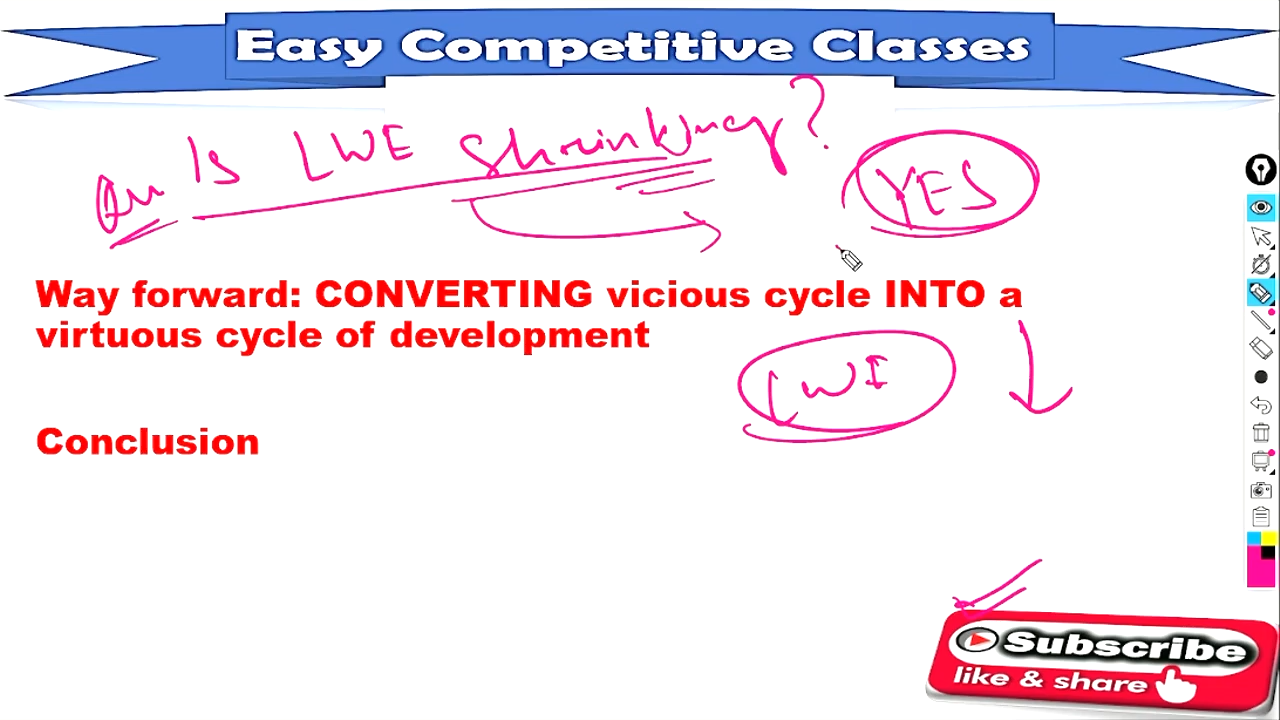 Easy Competitive Classes
Qu Is LWE Shrinking?
YES
Way forward: CONVERTING vicious cycle INTO a
virtuous cycle of development
LWE
Conclusion
Subscribe
like & share